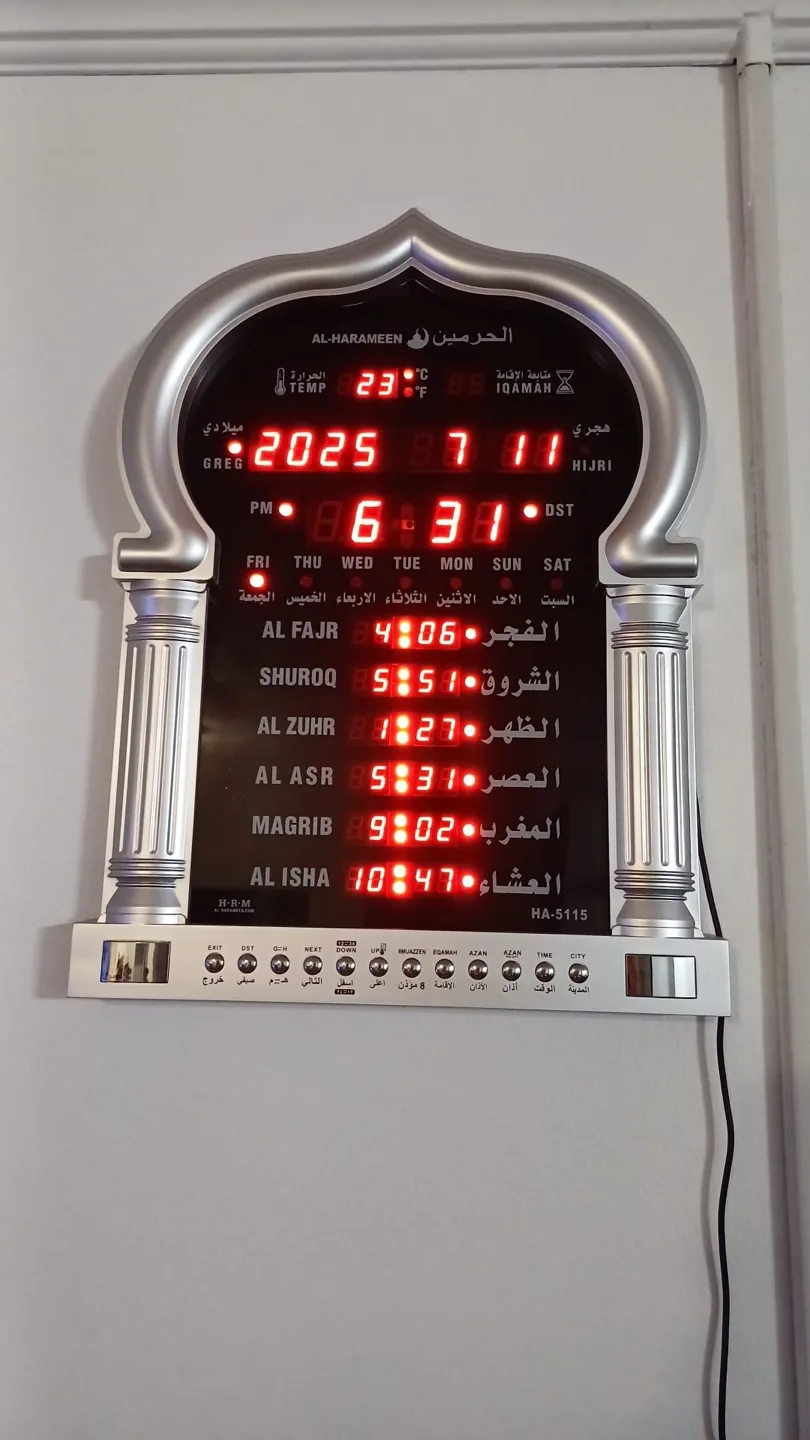 AL-HARAMEEN الحرمين
الحرارة TEMP 23 °C °F متابعة الإقامة IQAMAH
ميلادي GREG 2025 7 11 هجري HIJRI
PM 6:31 DST
FRI THU WED TUE MON SUN SAT
الجمعة الخميس الاربعاء الثلاثاء الاثنين الاحد السبت
AL FAJR 4:06 الفجر
SHUROQ 5:51 الشروق
AL ZUHR 1:27 الظهر
AL ASR 5:31 العصر
MAGRIB 9:02 المغرب
AL ISHA 10:47 العشاء
H·R·M HA-5115
AL-HARAMEEN.COM
EXIT DST G=H NEXT DOWN UP 8MUAZZEN EQAMAH AZAN AZAN TIME CITY
خروج صيفي هـ=م التالي اسفل اعلى 8 مؤذن الإقامة الأذان أذان الوقت المدينة